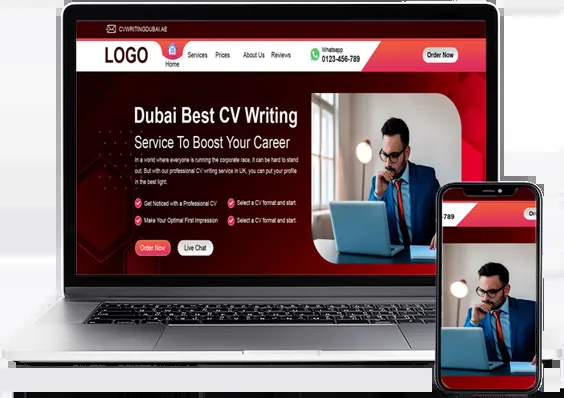 CVWRITINGDUBAI.AE
LOGO
Home
Services
Prices
About Us
Reviews
Whatsapp
0123-456-789
Order Now
Dubai Best CV Writing
Service To Boost Your Career
In a world where everyone is running the corporate race, it can be hard to stand
out. But with our professional CV writing service in UK, you can put your profile
in the best light.
Get Noticed with a Professional CV
Select a CV format and start.
Make Your Optimal First Impression
Select a CV format and start.
Order Now
Live Chat
-789
Or